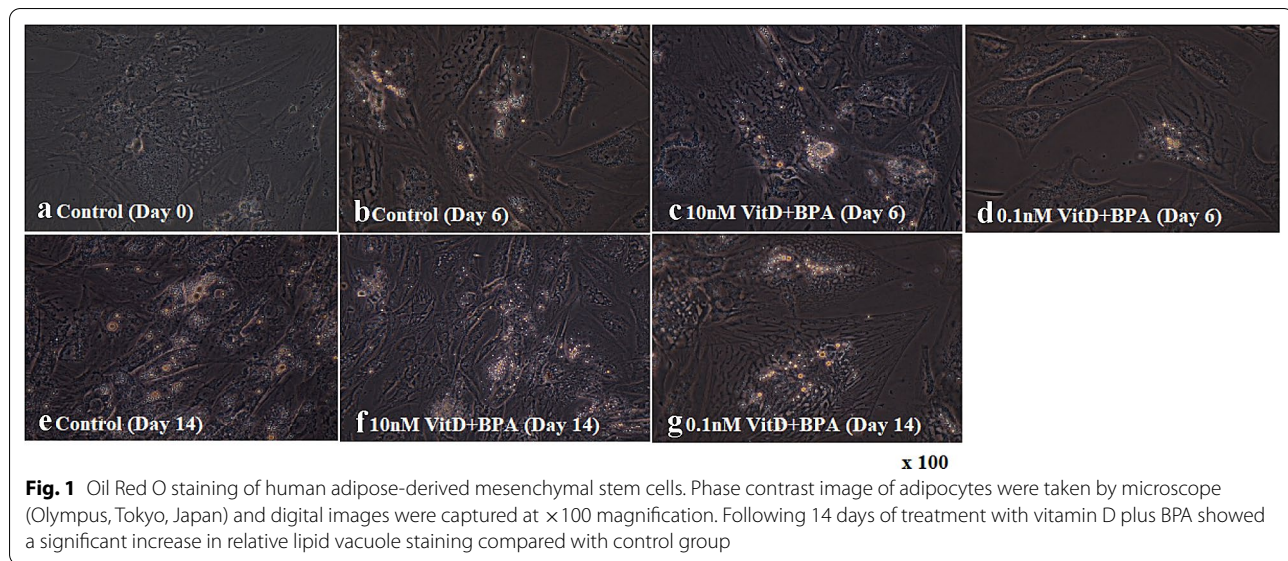 a Control (Day 0)
b Control (Day 6)
c 10nM VitD+BPA (Day 6)
d 0.1nM VitD+BPA (Day 6)
e Control (Day 14)
f 10nM VitD+BPA (Day 14)
g 0.1nM VitD+BPA (Day 14)
x 100
Fig. 1 Oil Red O staining of human adipose-derived mesenchymal stem cells. Phase contrast image of adipocytes were taken by microscope
(Olympus, Tokyo, Japan) and digital images were captured at ×100 magnification. Following 14 days of treatment with vitamin D plus BPA showed
a significant increase in relative lipid vacuole staining compared with control group